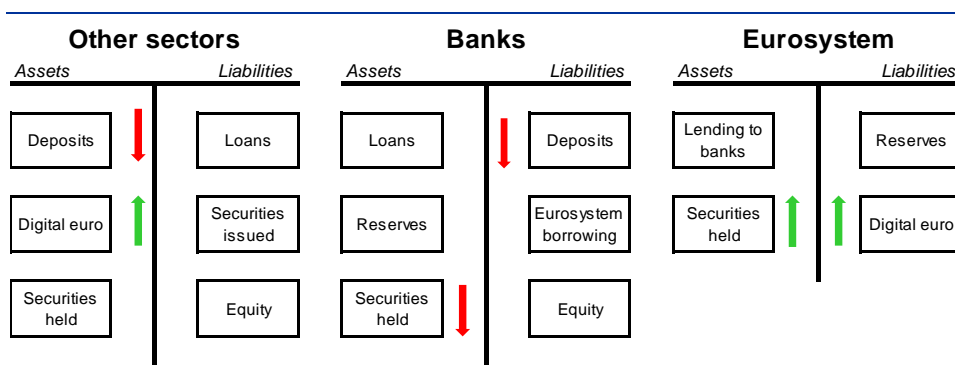 Other sectors
Assets
Liabilities
Deposits
Loans
Digital euro
Securities
issued
Securities
held
Equity
Banks
Assets
Liabilities
Loans
Deposits
Reserves
Eurosystem
borrowing
Securities
held
Equity
Eurosystem
Assets
Liabilities
Lending to
banks
Reserves
Securities
held
Digital euro